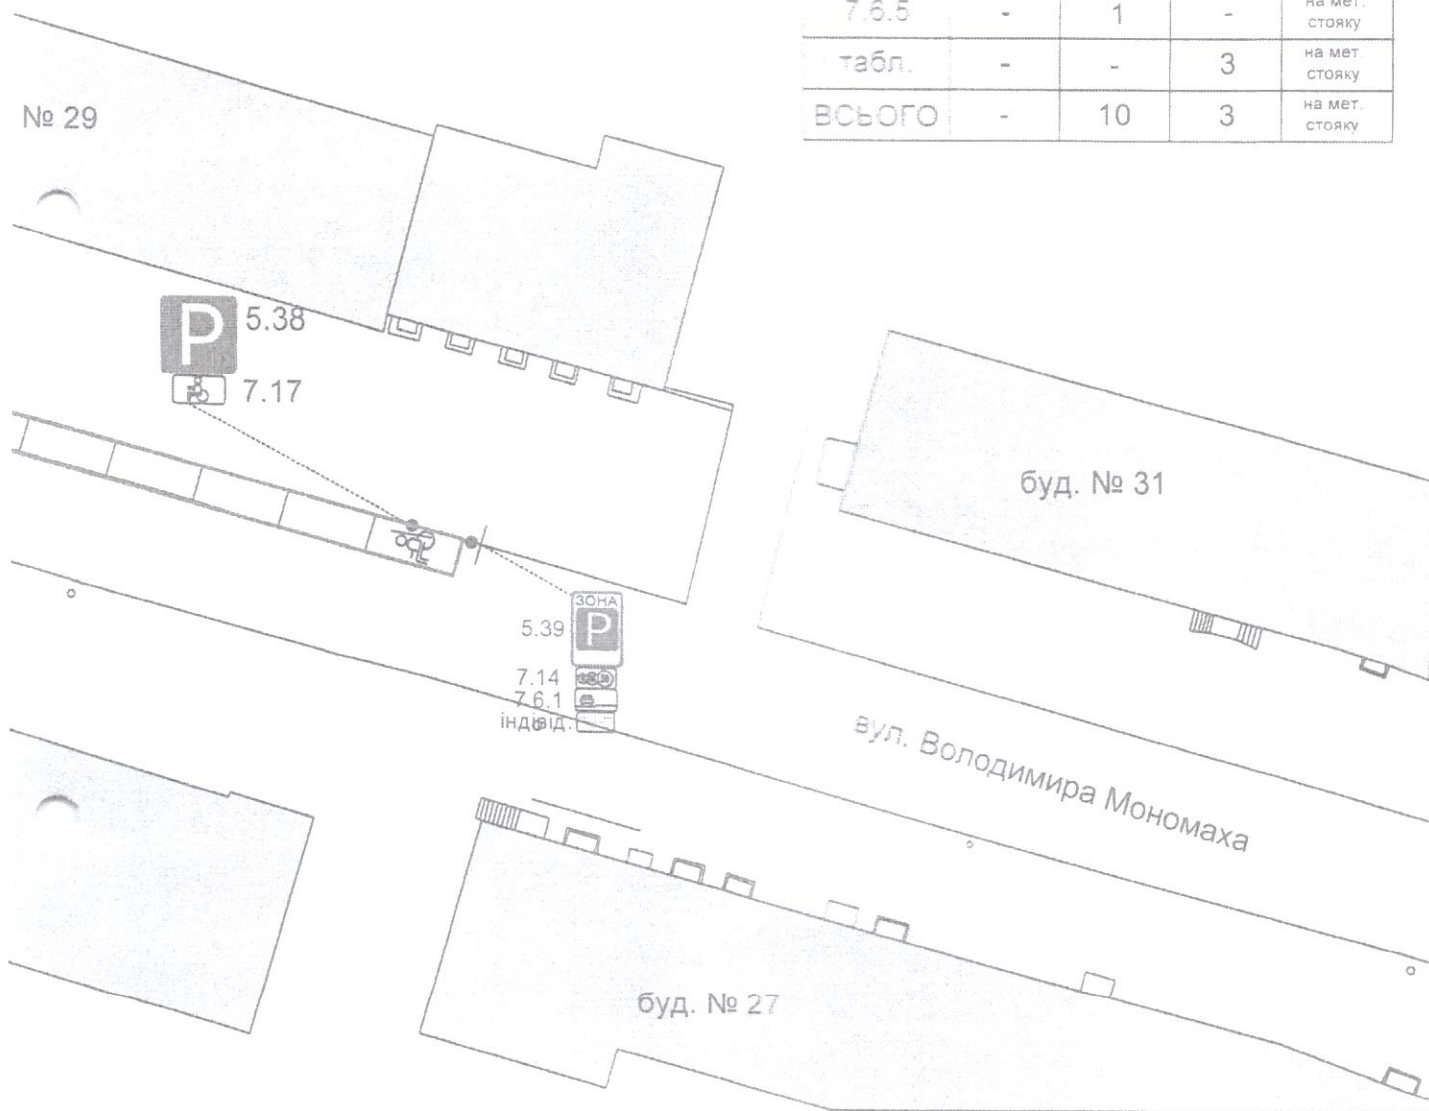 7.6.5 - 1 - на мет. стояку
табл. - - 3 на мет. стояку
ВСЬОГО - 10 3 на мет. стояку
№ 29
P 5.38
7.17
буд. № 31
ЗОНА
5.39 P
7.14
7.6.1
індівід.
вул. Володимира Мономаха
буд. № 27